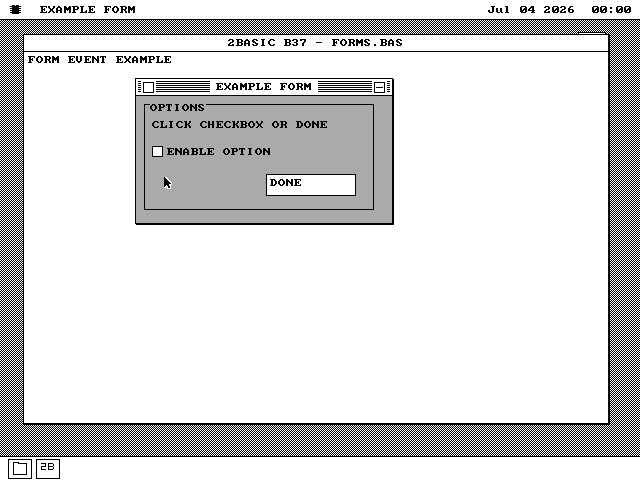 EXAMPLE FORM
Jul 04 2026 00:00
2BASIC B37 - FORMS.BAS
FORM EVENT EXAMPLE
EXAMPLE FORM
OPTIONS
CLICK CHECKBOX OR DONE
ENABLE OPTION
DONE
2B